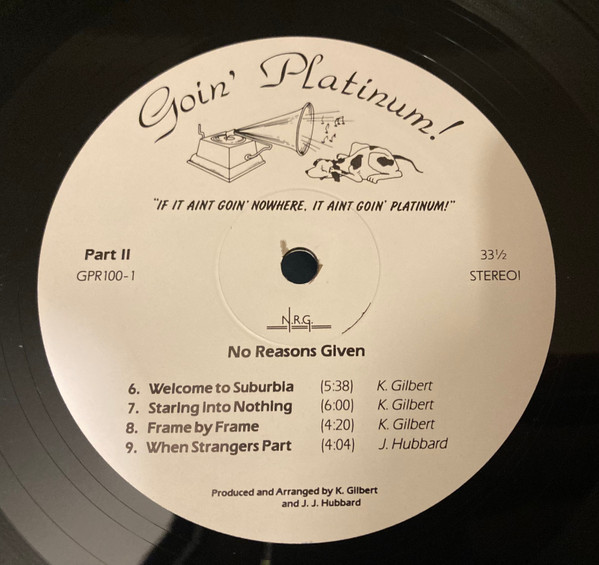 Goin' Platinum!
"IF IT AINT GOIN' NOWHERE, IT AINT GOIN' PLATINUM!"
Part II
GPR100-1
33½
STEREO!
N.R.G.
No Reasons Given
6. Welcome to Suburbia (5:38) K. Gilbert
7. Staring into Nothing (6:00) K. Gilbert
8. Frame by Frame (4:20) K. Gilbert
9. When Strangers Part (4:04) J. Hubbard
Produced and Arranged by K. Gilbert
and J. J. Hubbard